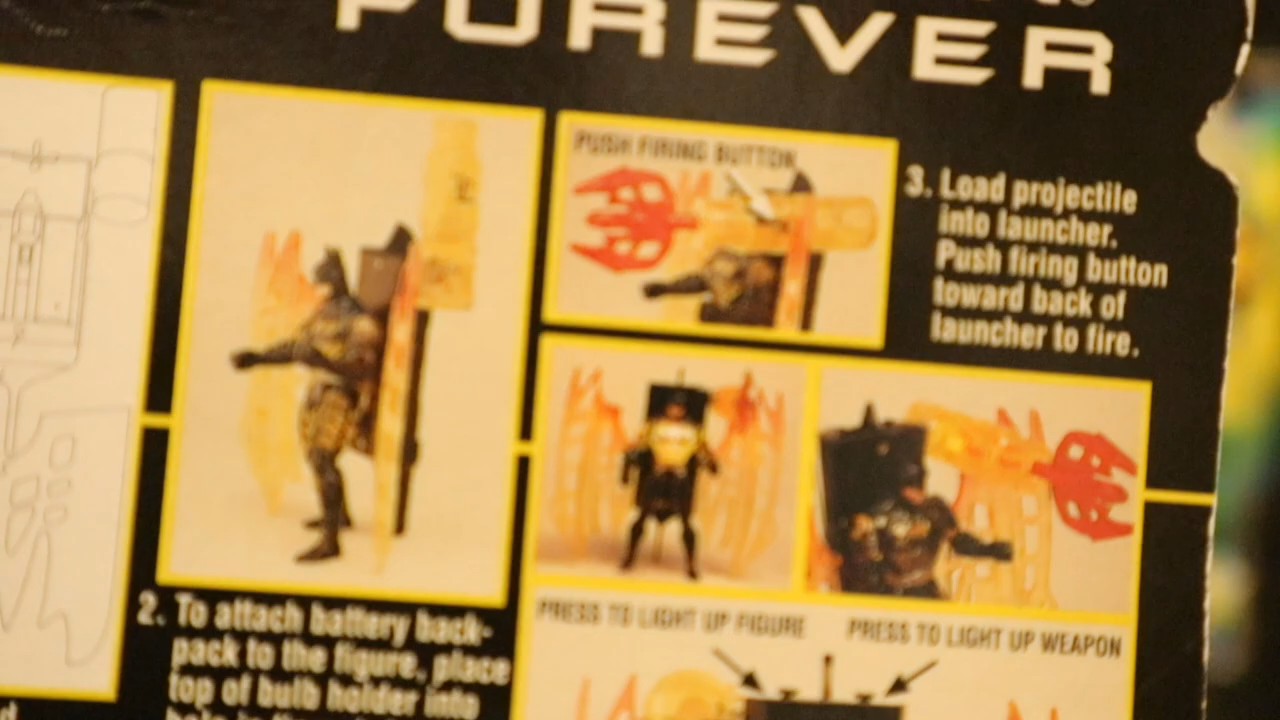 FOREVER
PUSH FIRING BUTTON
3. Load projectile
into launcher.
Push firing button
toward back of
launcher to fire.
2. To attach battery back-
pack to the figure, place
top of bulb holder into
PRESS TO LIGHT UP FIGURE
PRESS TO LIGHT UP WEAPON